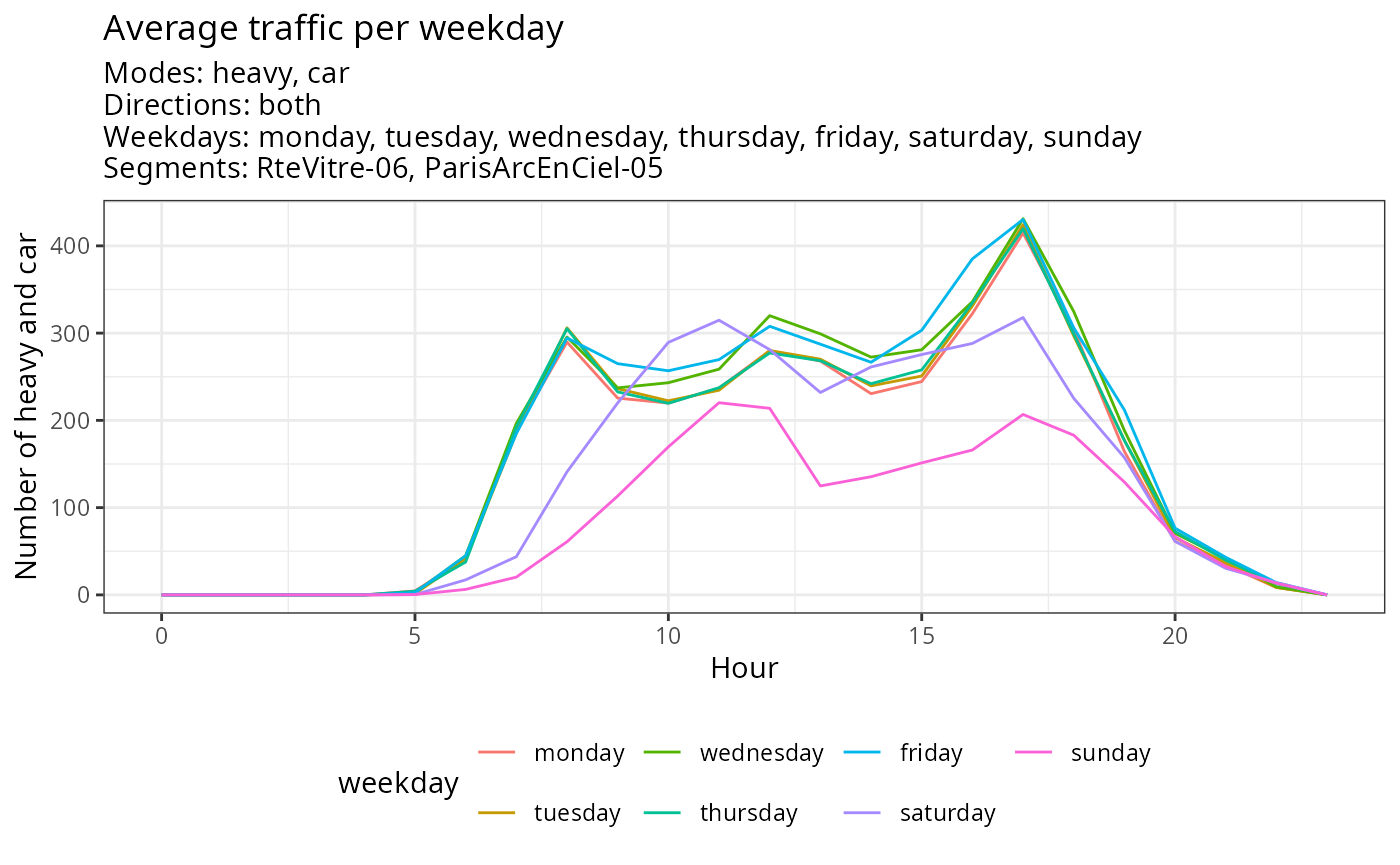 Average traffic per weekday
Modes: heavy, car
Directions: both
Weekdays: monday, tuesday, wednesday, thursday, friday, saturday, sunday
Segments: RteVitre-06, ParisArcEnCiel-05
Number of heavy and car
400
300
200
100
0
0 5 10 15 20
Hour
weekday
monday wednesday friday sunday
tuesday thursday saturday